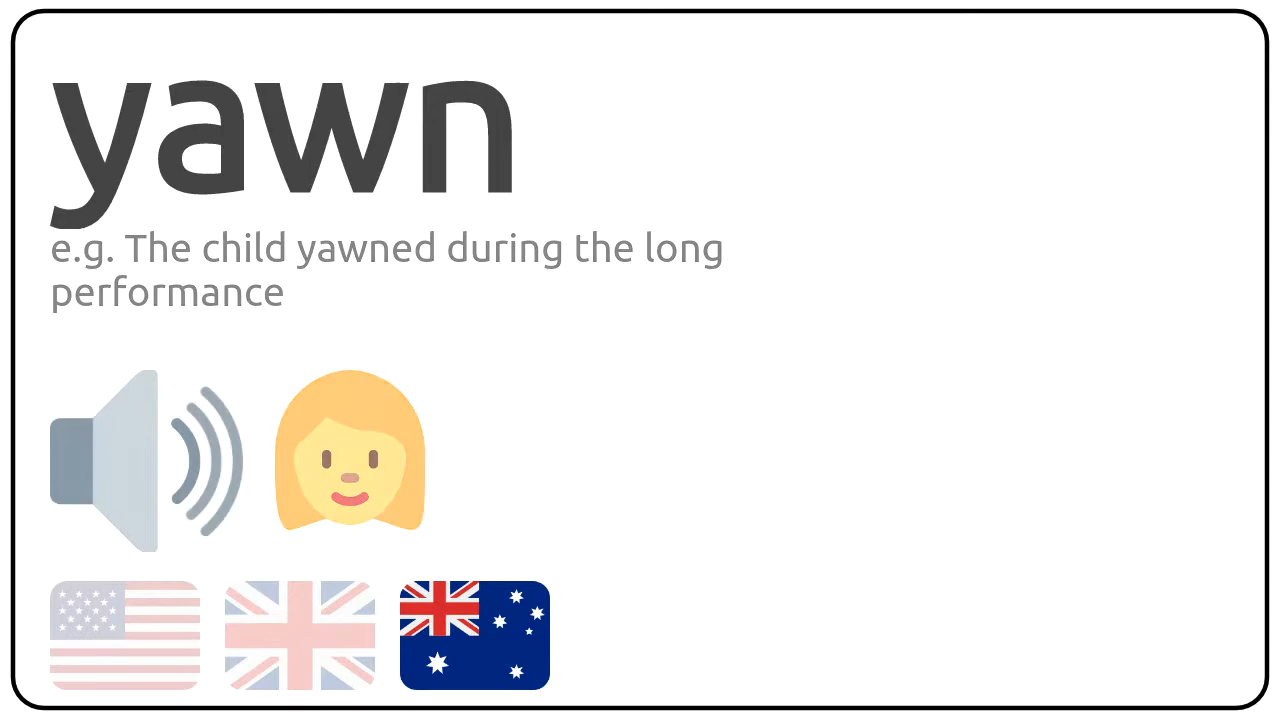 yawn
e.g. The child yawned during the long
performance